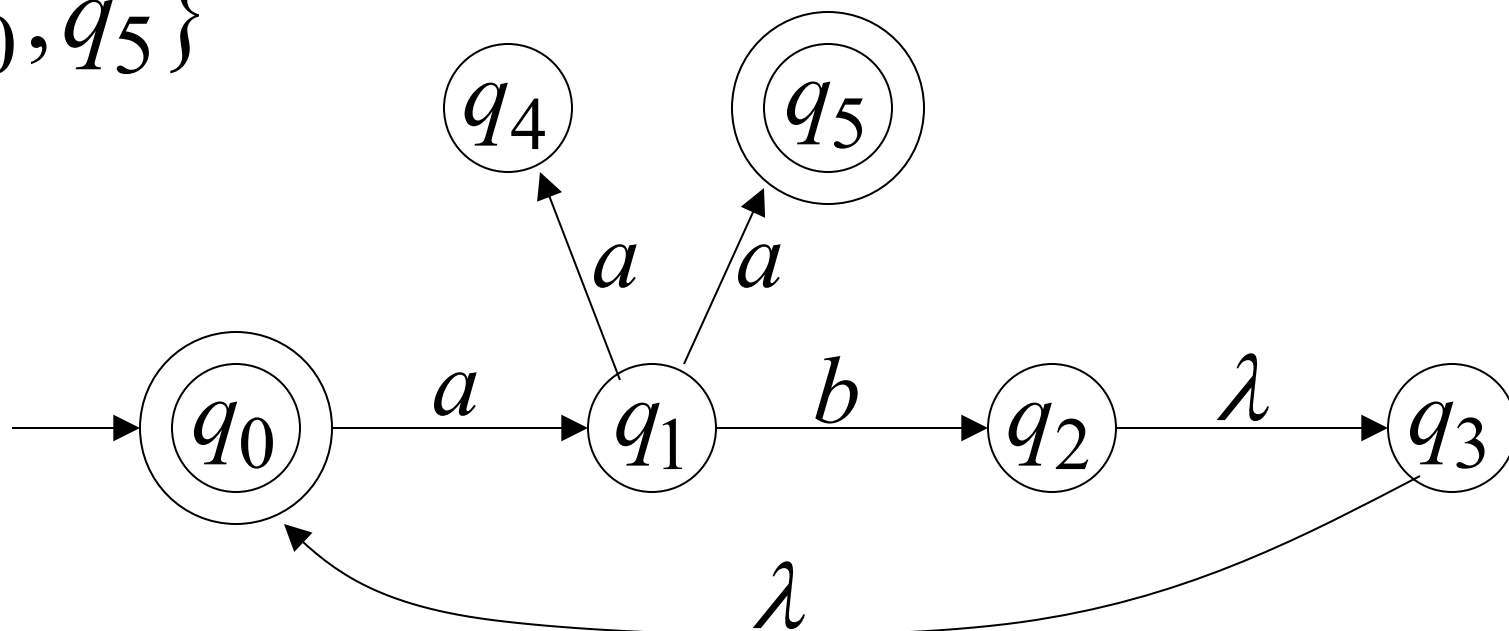 ,q₅}
q₄ q₅
a a
q₀ a q₁ b q₂ λ q₃
λ